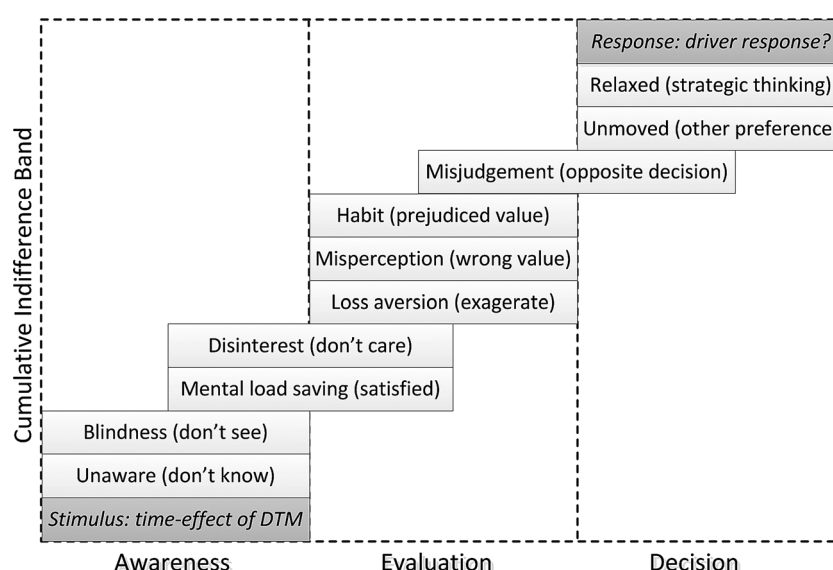 Response: driver response?
Relaxed (strategic thinking)
Unmoved (other preference
Misjudgement (opposite decision)
Habit (prejudiced value)
Misperception (wrong value)
Loss aversion (exagerate)
Disinterest (don't care)
Mental load saving (satisfied)
Blindness (don't see)
Unaware (don't know)
Stimulus: time-effect of DTM
Cumulative Indifference Band
Awareness
Evaluation
Decision